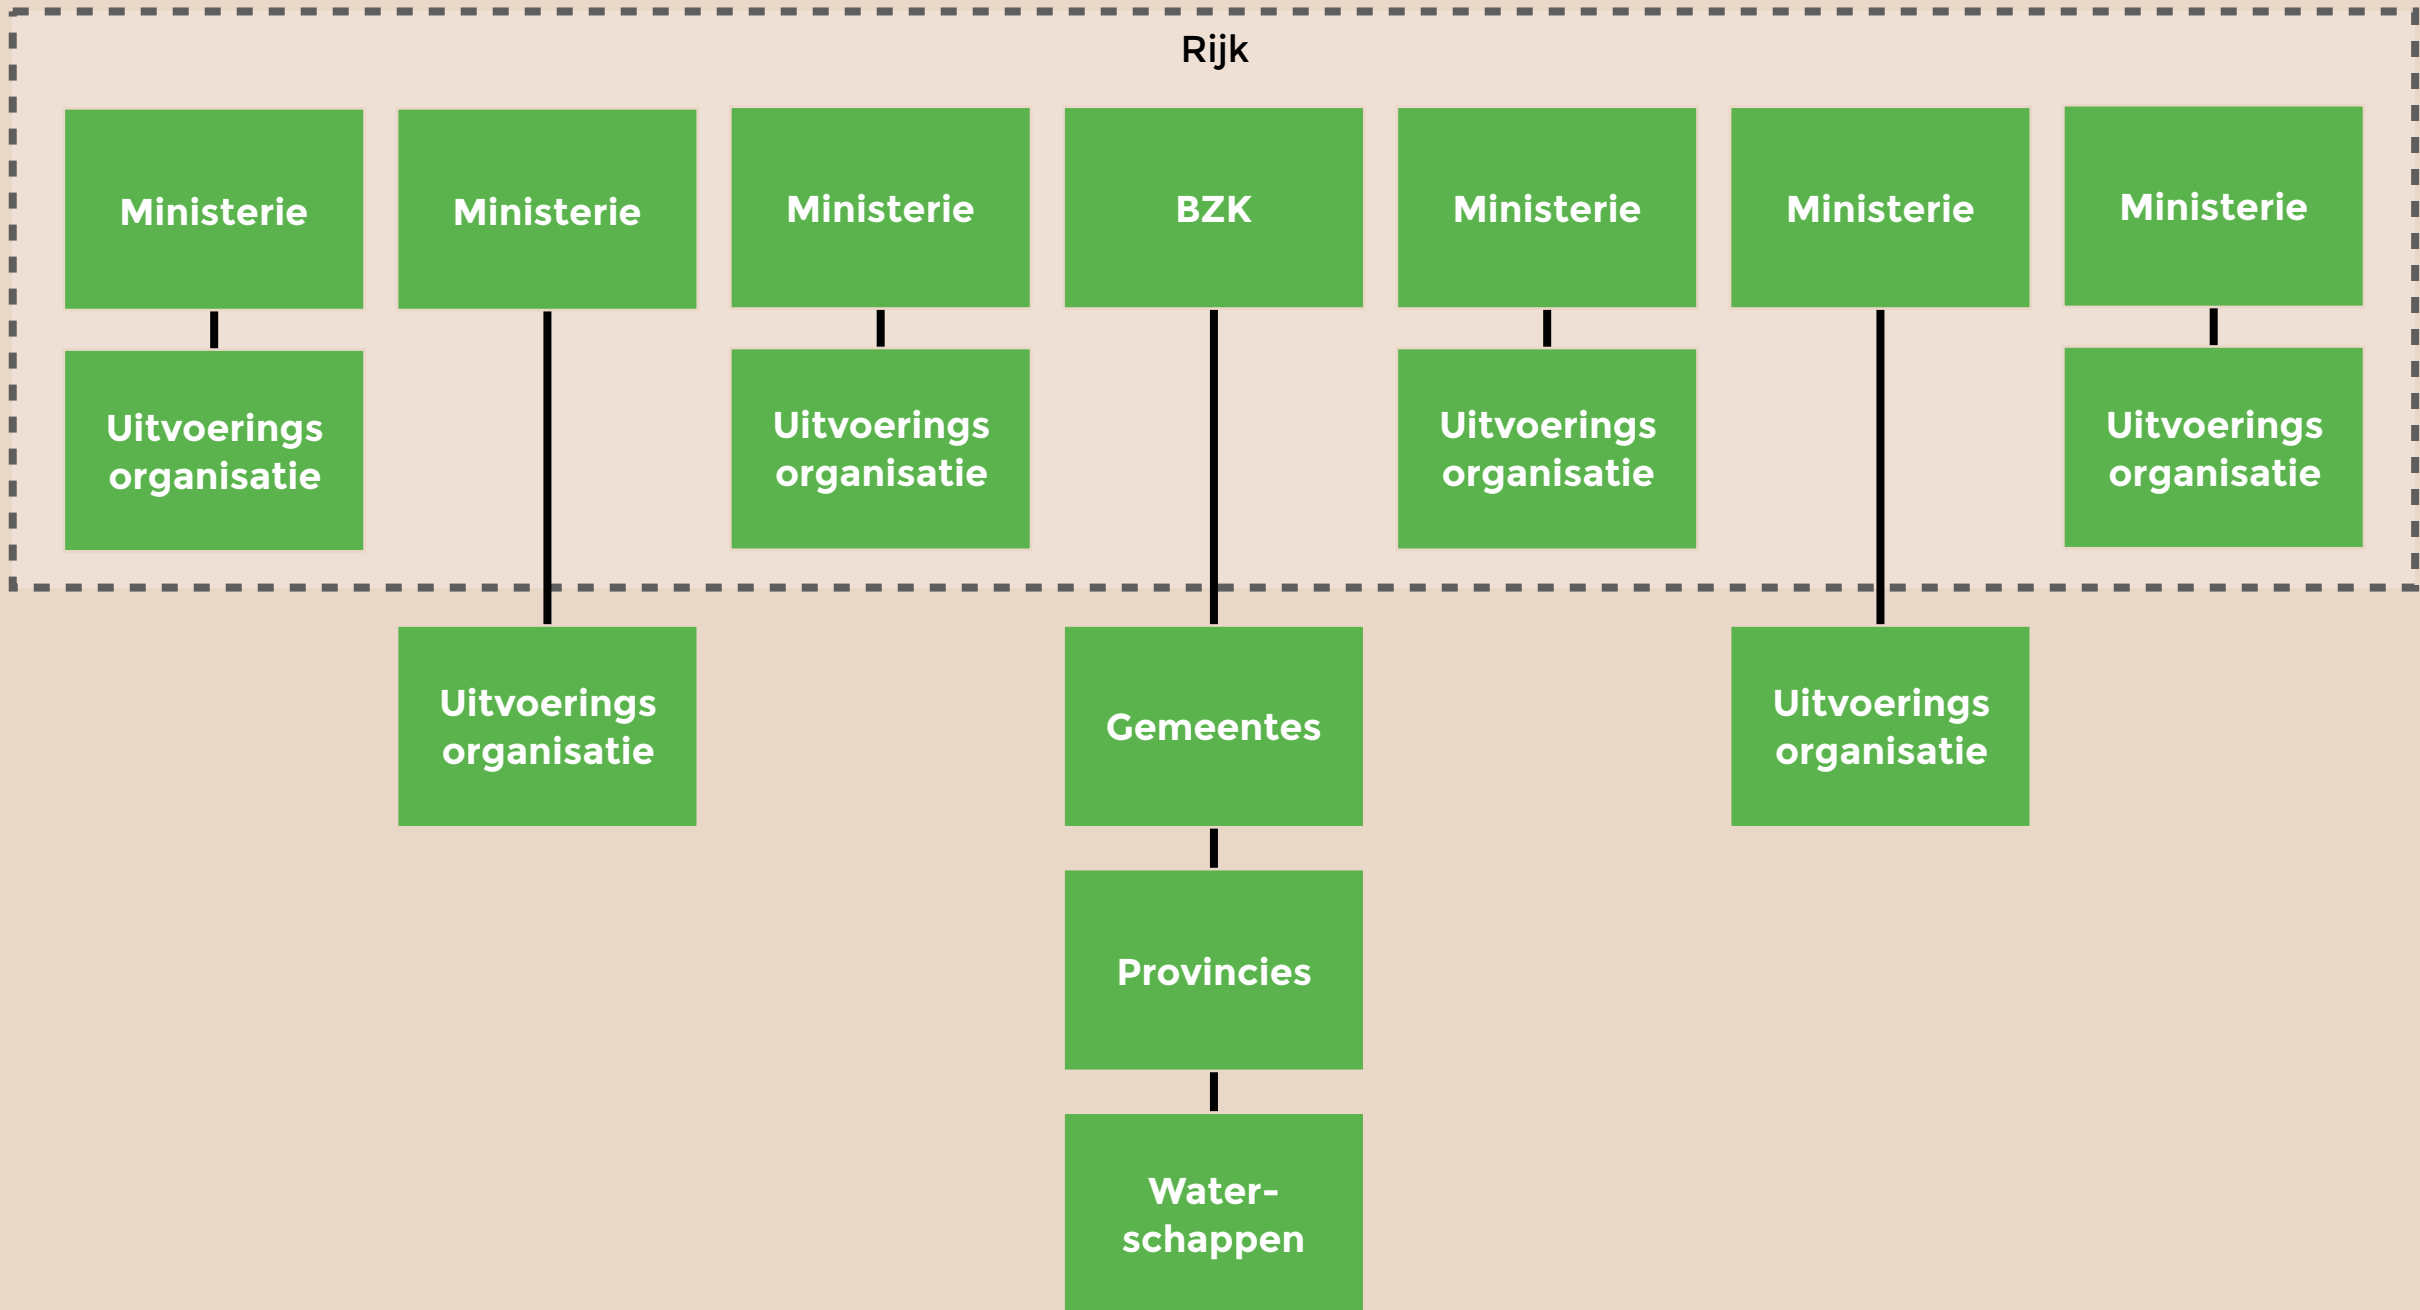 Rijk
Ministerie
Ministerie
Ministerie
BZK
Ministerie
Ministerie
Ministerie
Uitvoerings
organisatie
Uitvoerings
organisatie
Uitvoerings
organisatie
Uitvoerings
organisatie
Uitvoerings
organisatie
Gemeentes
Uitvoerings
organisatie
Provincies
Water-
schappen